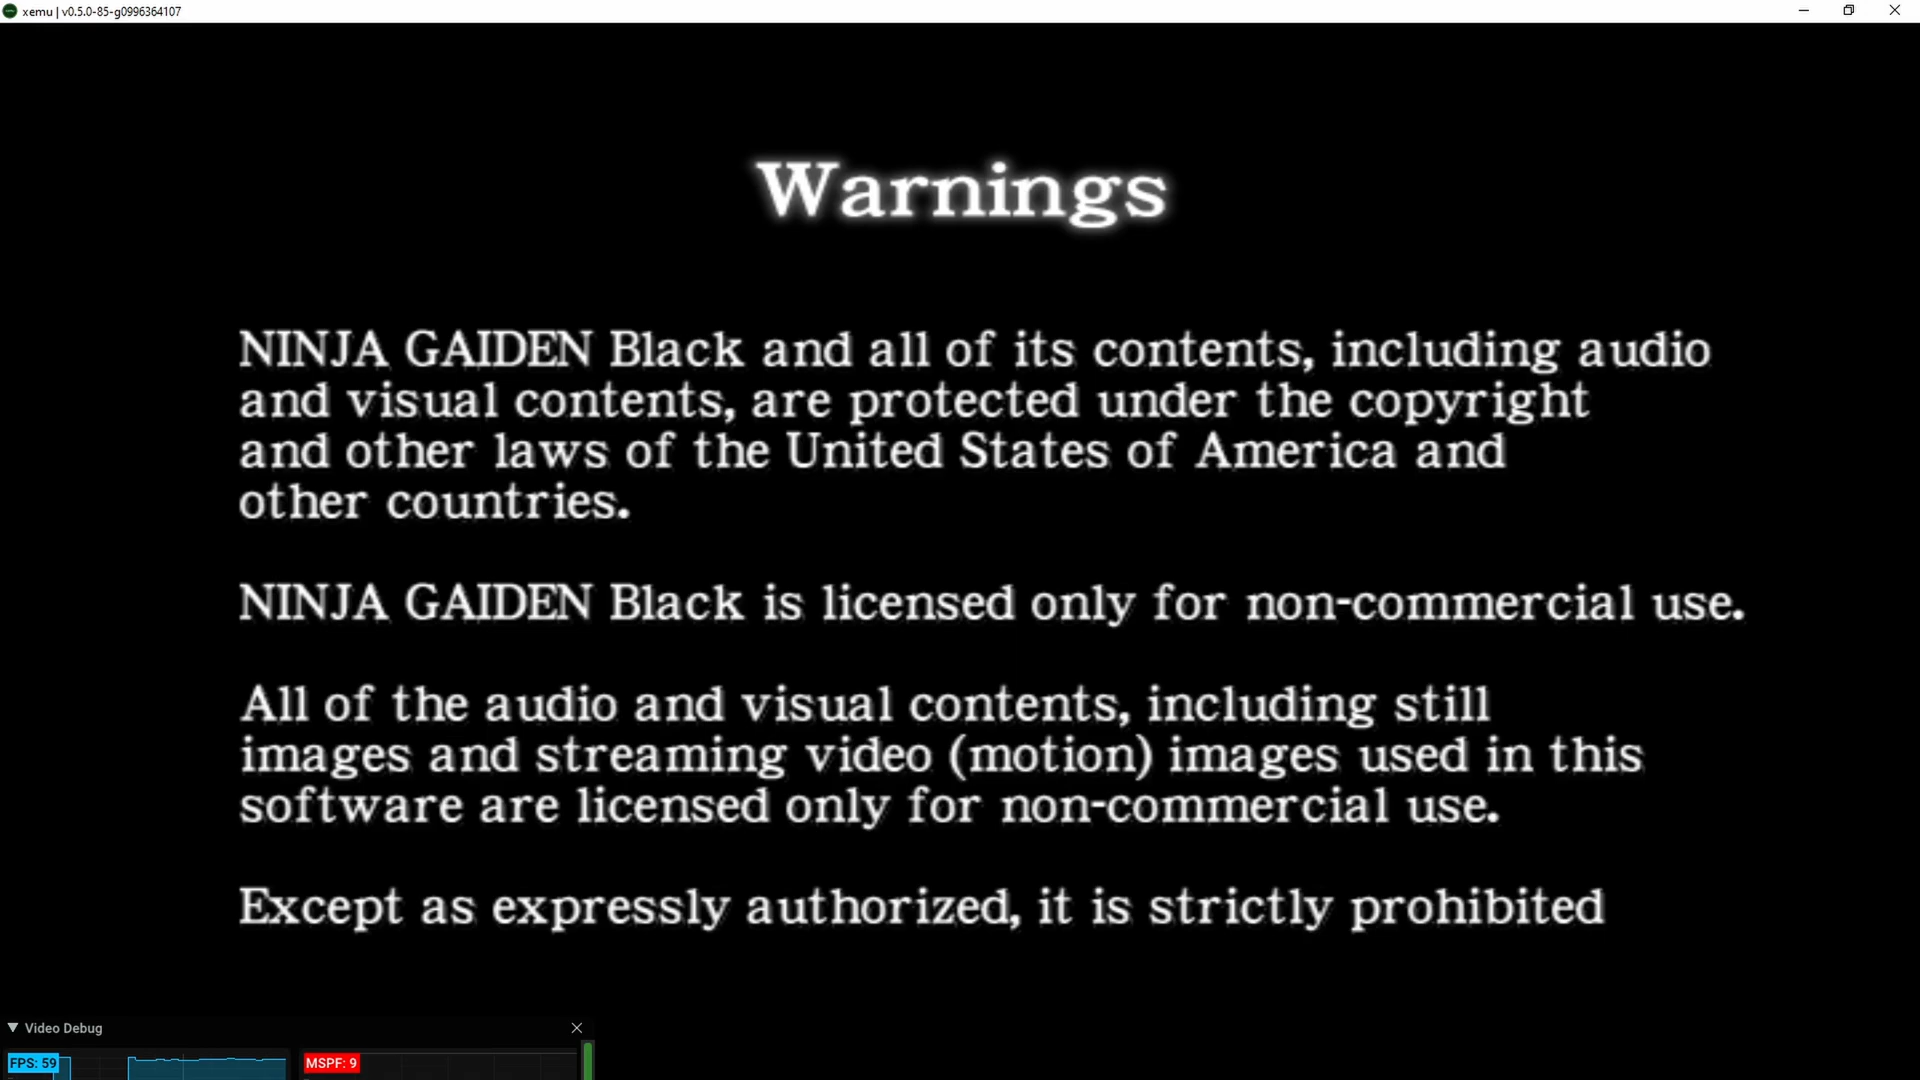 xemu | v0.5.0-85-g0996364107
Warnings
NINJA GAIDEN Black and all of its contents, including audio
and visual contents, are protected under the copyright
and other laws of the United States of America and
other countries.
NINJA GAIDEN Black is licensed only for non-commercial use.
All of the audio and visual contents, including still
images and streaming video (motion) images used in this
software are licensed only for non-commercial use.
Except as expressly authorized, it is strictly prohibited
Video Debug
FPS: 59 MSPF: 9